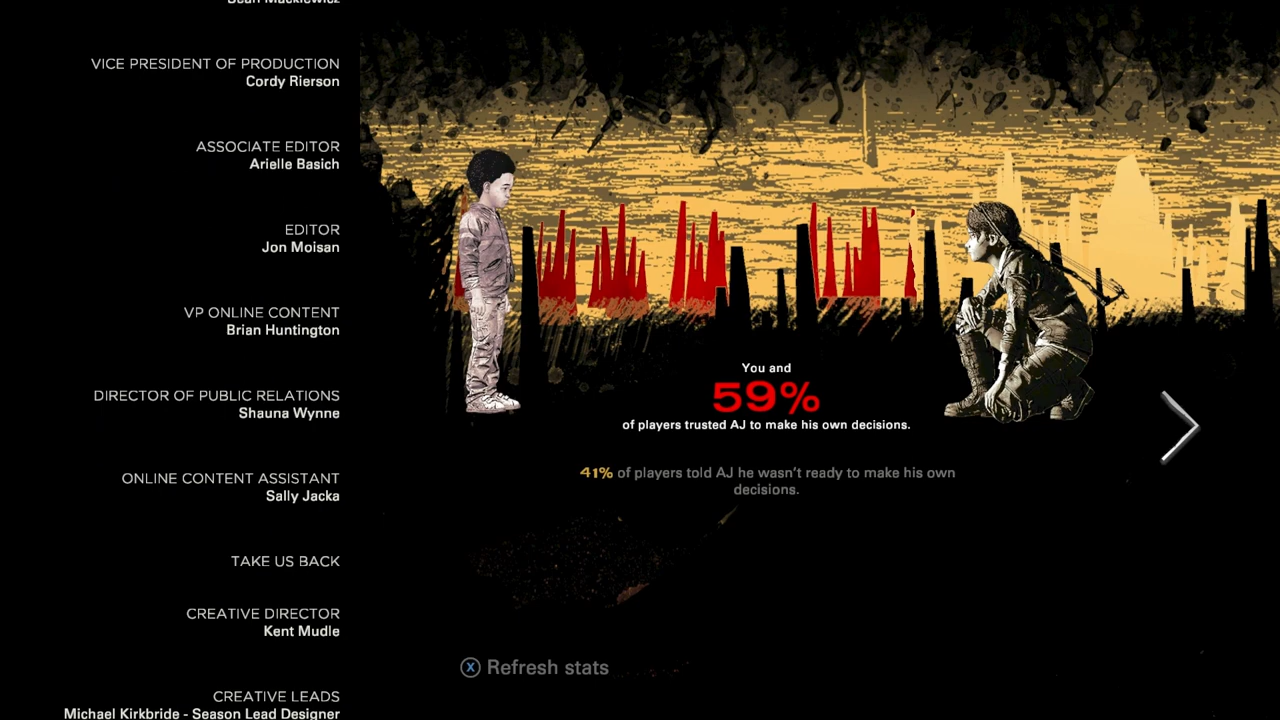 Sean Mackiewicz
VICE PRESIDENT OF PRODUCTION
Cordy Rierson
ASSOCIATE EDITOR
Arielle Basich
EDITOR
Jon Moisan
VP ONLINE CONTENT
Brian Huntington
DIRECTOR OF PUBLIC RELATIONS
Shauna Wynne
ONLINE CONTENT ASSISTANT
Sally Jacka
TAKE US BACK
CREATIVE DIRECTOR
Kent Mudle
CREATIVE LEADS
Michael Kirkbride - Season Lead Designer
You and
59%
of players trusted AJ to make his own decisions.
41% of players told AJ he wasn't ready to make his own
decisions.
X Refresh stats